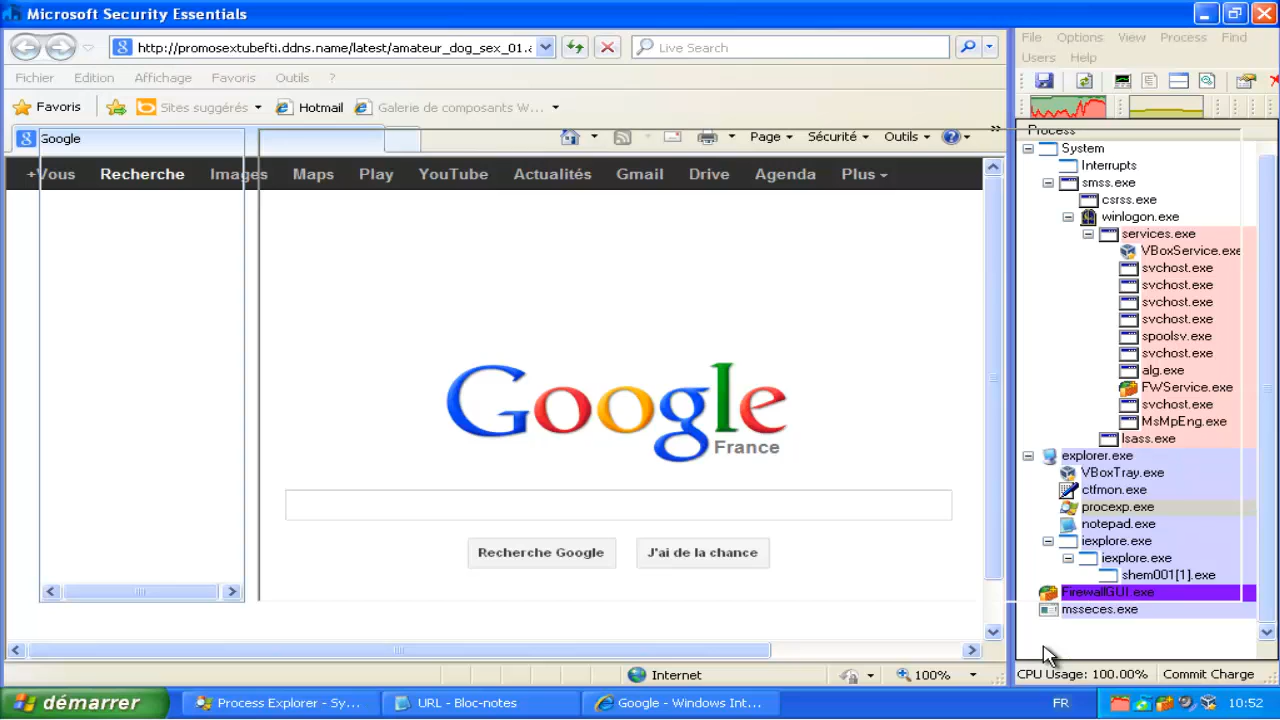 Microsoft Security Essentials
http://promosextubefti.ddns.name/latest/amateur_dog_sex_01.a
Live Search
Fichier Edition Affichage Favoris Outils ?
Favoris Sites suggérés Hotmail Galerie de composants W...
Google
Page Sécurité Outils
+Vous Recherche Images Maps Play YouTube Actualités Gmail Drive Agenda Plus
Google
France
Recherche Google J'ai de la chance
Internet 100%
File Options View Process Find
Users Help
Process
System
Interrupts
smss.exe
csrss.exe
winlogon.exe
services.exe
VBoxService.exe
svchost.exe
svchost.exe
svchost.exe
svchost.exe
spoolsv.exe
svchost.exe
alg.exe
FWService.exe
svchost.exe
MsMpEng.exe
lsass.exe
explorer.exe
VBoxTray.exe
ctfmon.exe
procexp.exe
notepad.exe
iexplore.exe
iexplore.exe
shem001[1].exe
FirewallGUI.exe
msseces.exe
CPU Usage: 100.00% Commit Charge
démarrer Process Explorer - Sy... URL - Bloc-notes Google - Windows Int... FR 10:52